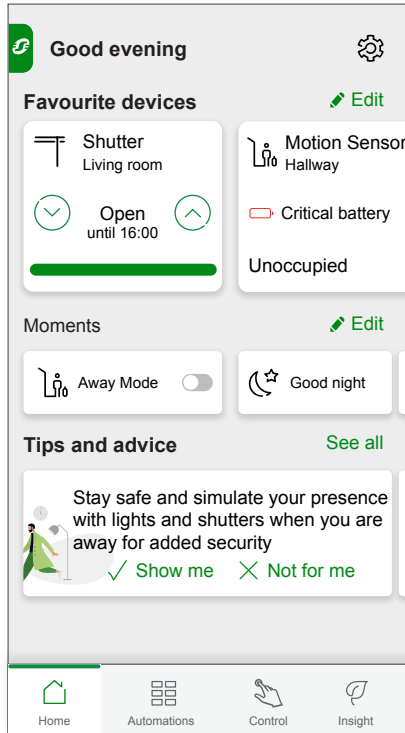 Good evening
Favourite devices
Edit
Shutter
Living room
Open
until 16:00
Motion Sensor
Hallway
Critical battery
Unoccupied
Moments
Edit
Away Mode
Good night
Tips and advice
See all
Stay safe and simulate your presence
with lights and shutters when you are
away for added security
Show me
Not for me
Home
Automations
Control
Insight